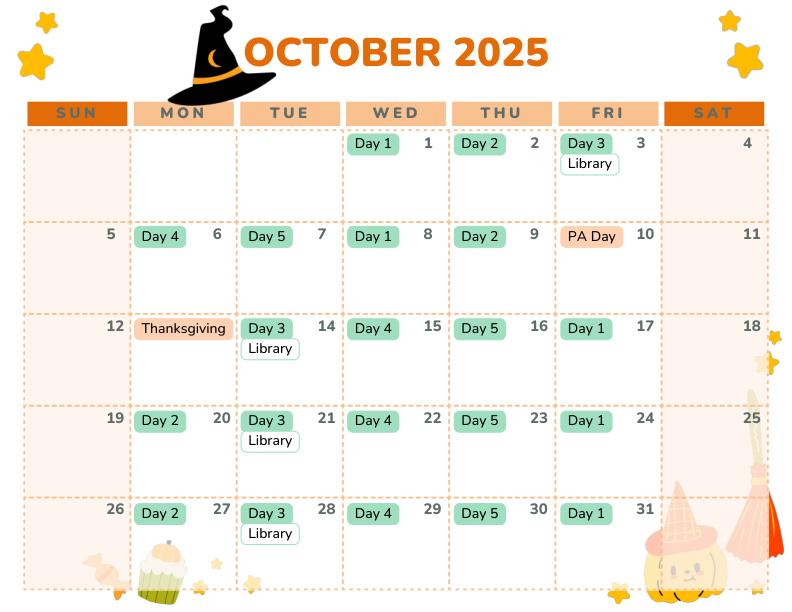 OCTOBER 2025
SUN MON TUE WED THU FRI SAT
Day 1 1 Day 2 2 Day 3 3 4
Library
5 Day 4 6 Day 5 7 Day 1 8 Day 2 9 PA Day 10 11
12 Thanksgiving Day 3 14 Day 4 15 Day 5 16 Day 1 17 18
Library
19 Day 2 20 Day 3 21 Day 4 22 Day 5 23 Day 1 24 25
Library
26 Day 2 27 Day 3 28 Day 4 29 Day 5 30 Day 1 31
Library